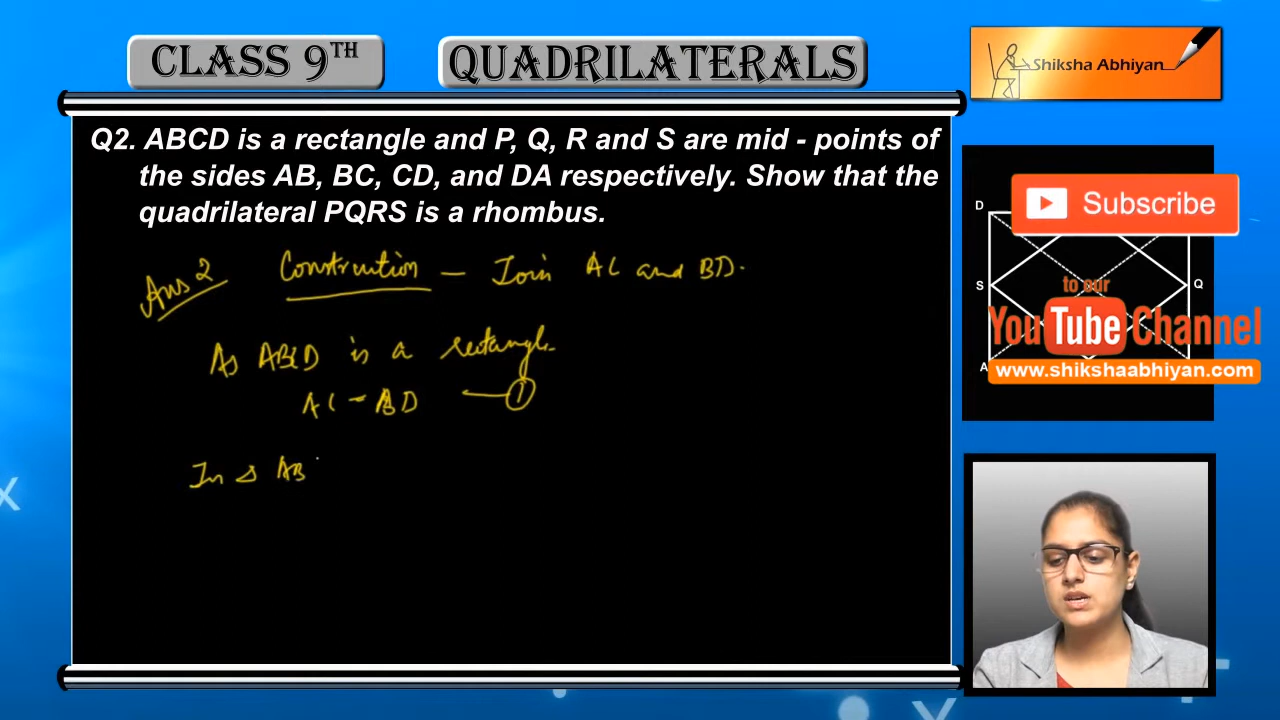 CLASS 9TH
QUADRILATERALS
Shiksha Abhiyan
Q2. ABCD is a rectangle and P, Q, R and S are mid - points of
the sides AB, BC, CD, and DA respectively. Show that the
quadrilateral PQRS is a rhombus.
Ans 2 Construction — Join AC and BD.
As ABCD is a rectangle
AC = BD — ①
In △ AB
D
S
Q
A
Subscribe
to our
YouTube Channel
www.shikshaabhiyan.com